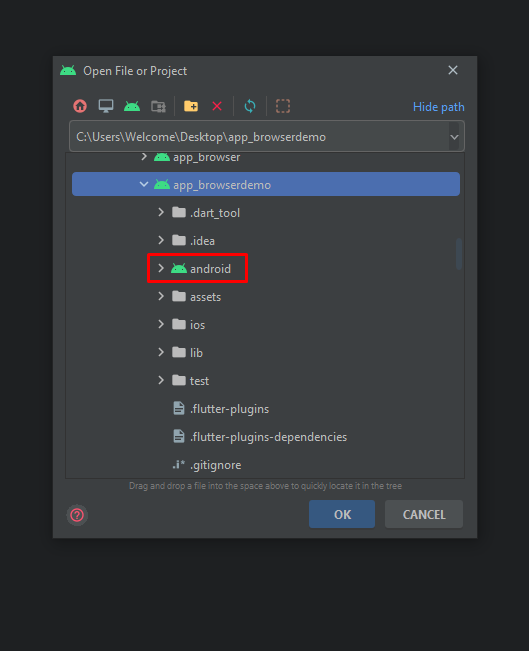 Open File or Project
Hide path
C:\Users\Welcome\Desktop\app_browserdemo
app_browser
app_browserdemo
.dart_tool
.idea
android
assets
ios
lib
test
.flutter-plugins
.flutter-plugins-dependencies
.gitignore
Drag and drop a file into the space above to quickly locate it in the tree
OK
CANCEL